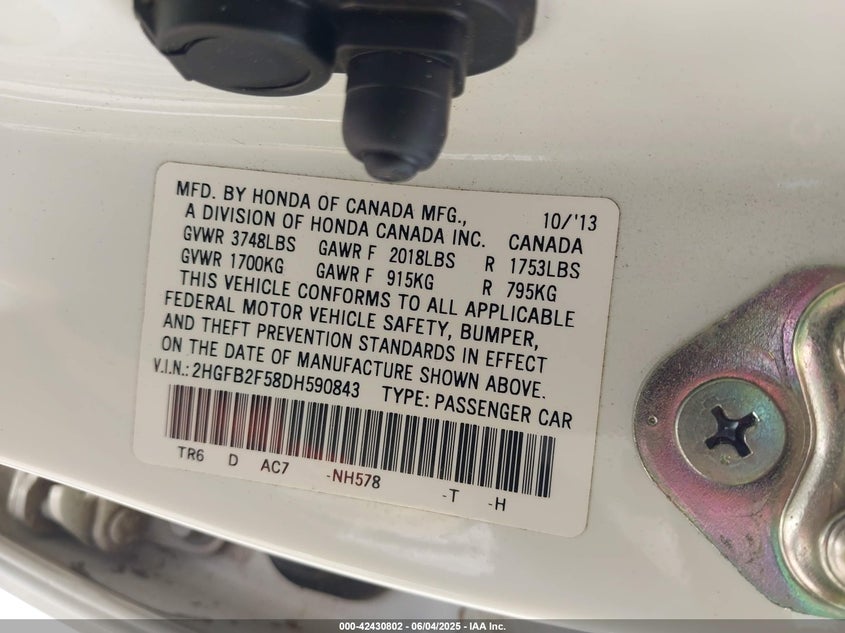 MFD. BY HONDA OF CANADA MFG., 10/'13
A DIVISION OF HONDA CANADA INC. CANADA
GVWR 3748LBS GAWR F 2018LBS R 1753LBS
GVWR 1700KG GAWR F 915KG R 795KG
THIS VEHICLE CONFORMS TO ALL APPLICABLE
FEDERAL MOTOR VEHICLE SAFETY, BUMPER,
AND THEFT PREVENTION STANDARDS IN EFFECT
ON THE DATE OF MANUFACTURE SHOWN ABOVE.
V.I.N.: 2HGFB2F58DH590843 TYPE: PASSENGER CAR
TR6 D AC7 -NH578 -T -H
000-42430802 - 06/04/2025 - IAA Inc.